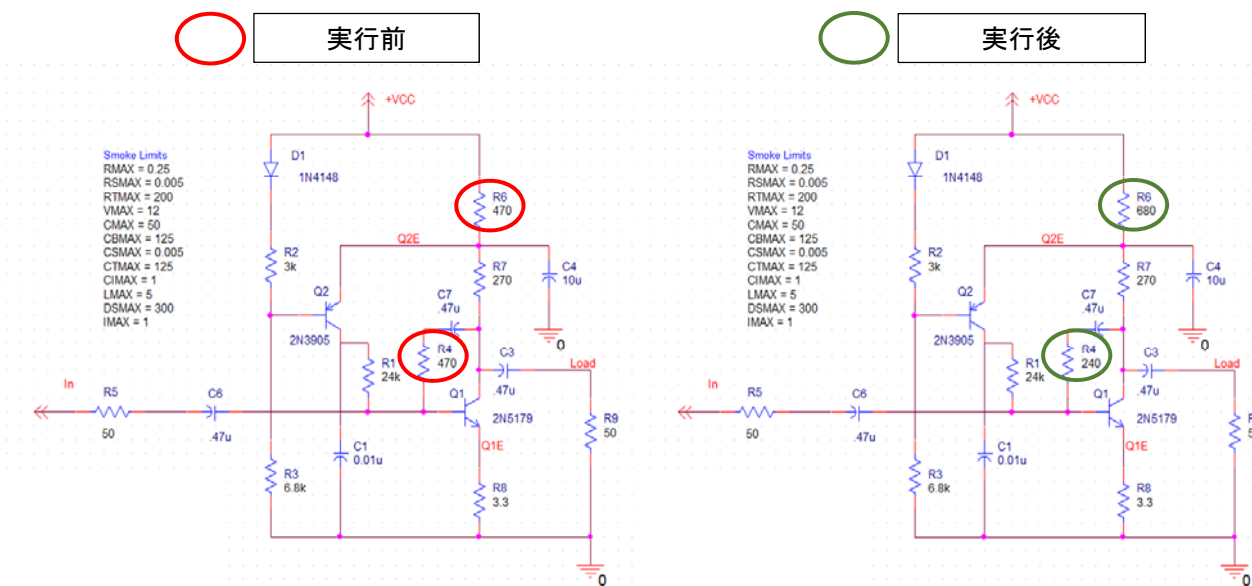 実行前
+VCC
Smoke Limits
RMAX = 0.25
RSMAX = 0.005
RTMAX = 200
VMAX = 12
CMAX = 50
CBMAX = 125
CSMAX = 0.005
CTMAX = 125
CIMAX = 1
LMAX = 5
DSMAX = 300
IMAX = 1
D1
1N4148
R6
470
R2
3k
Q2E
R7
270
C4
10u
0
Q2
2N3905
C7
.47u
R4
470
R1
24k
C3
.47u
Load
In
R5
50
C6
.47u
Q1
2N5179
Q1E
R9
50
C1
0.01u
R3
6.8k
R8
3.3
0
実行後
+VCC
Smoke Limits
RMAX = 0.25
RSMAX = 0.005
RTMAX = 200
VMAX = 12
CMAX = 50
CBMAX = 125
CSMAX = 0.005
CTMAX = 125
CIMAX = 1
LMAX = 5
DSMAX = 300
IMAX = 1
D1
1N4148
R6
680
R2
3k
Q2E
R7
270
C4
10u
0
Q2
2N3905
C7
.47u
R4
240
R1
24k
C3
.47u
Load
In
R5
50
C6
.47u
Q1
2N5179
Q1E
C1
0.01u
R3
6.8k
R8
3.3
0